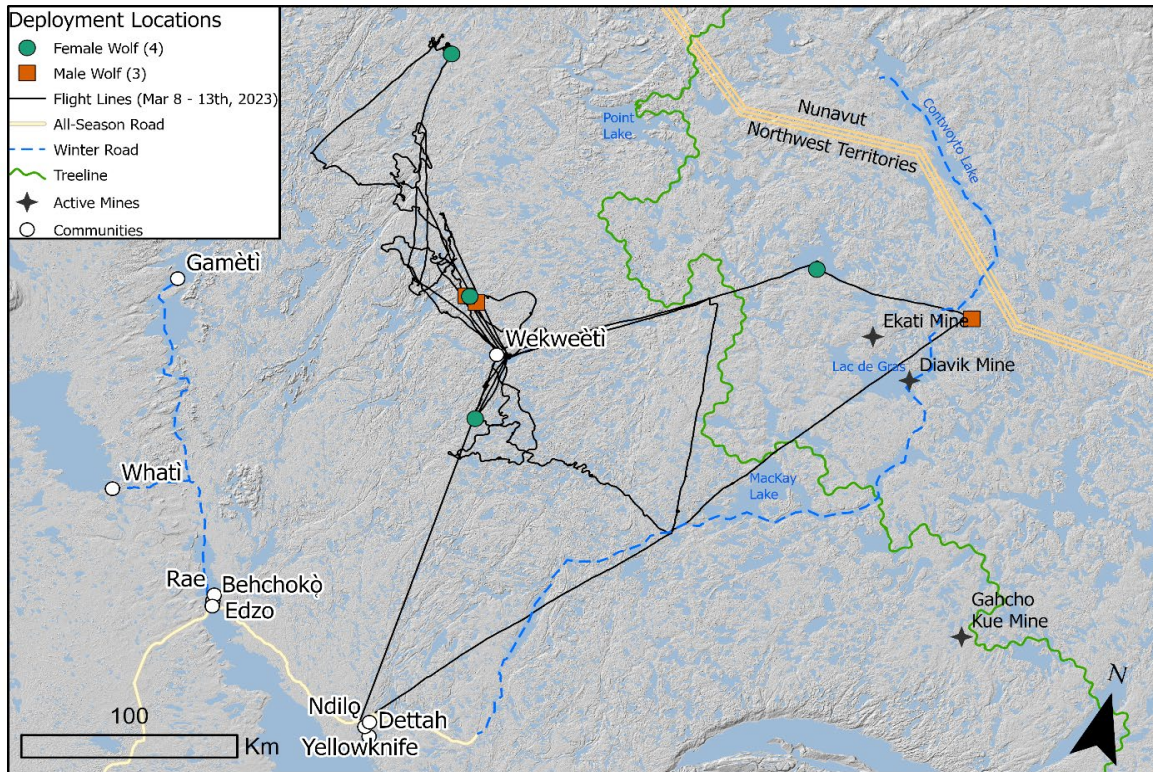 Deployment Locations
Female Wolf (4)
Male Wolf (3)
Flight Lines (Mar 8 - 13th, 2023)
All-Season Road
Winter Road
Treeline
Active Mines
Communities
Point
Lake
Nunavut
Northwest Territories
Contwoyto Lake
Gamètì
Wekweètì
Ekati Mine
Lac de Gras
Diavik Mine
Whatì
MacKay
Lake
Rae
Behchokǫ̀
Edzo
Gahcho
Kue Mine
Ndilo
Dettah
Yellowknife
100
Km
N